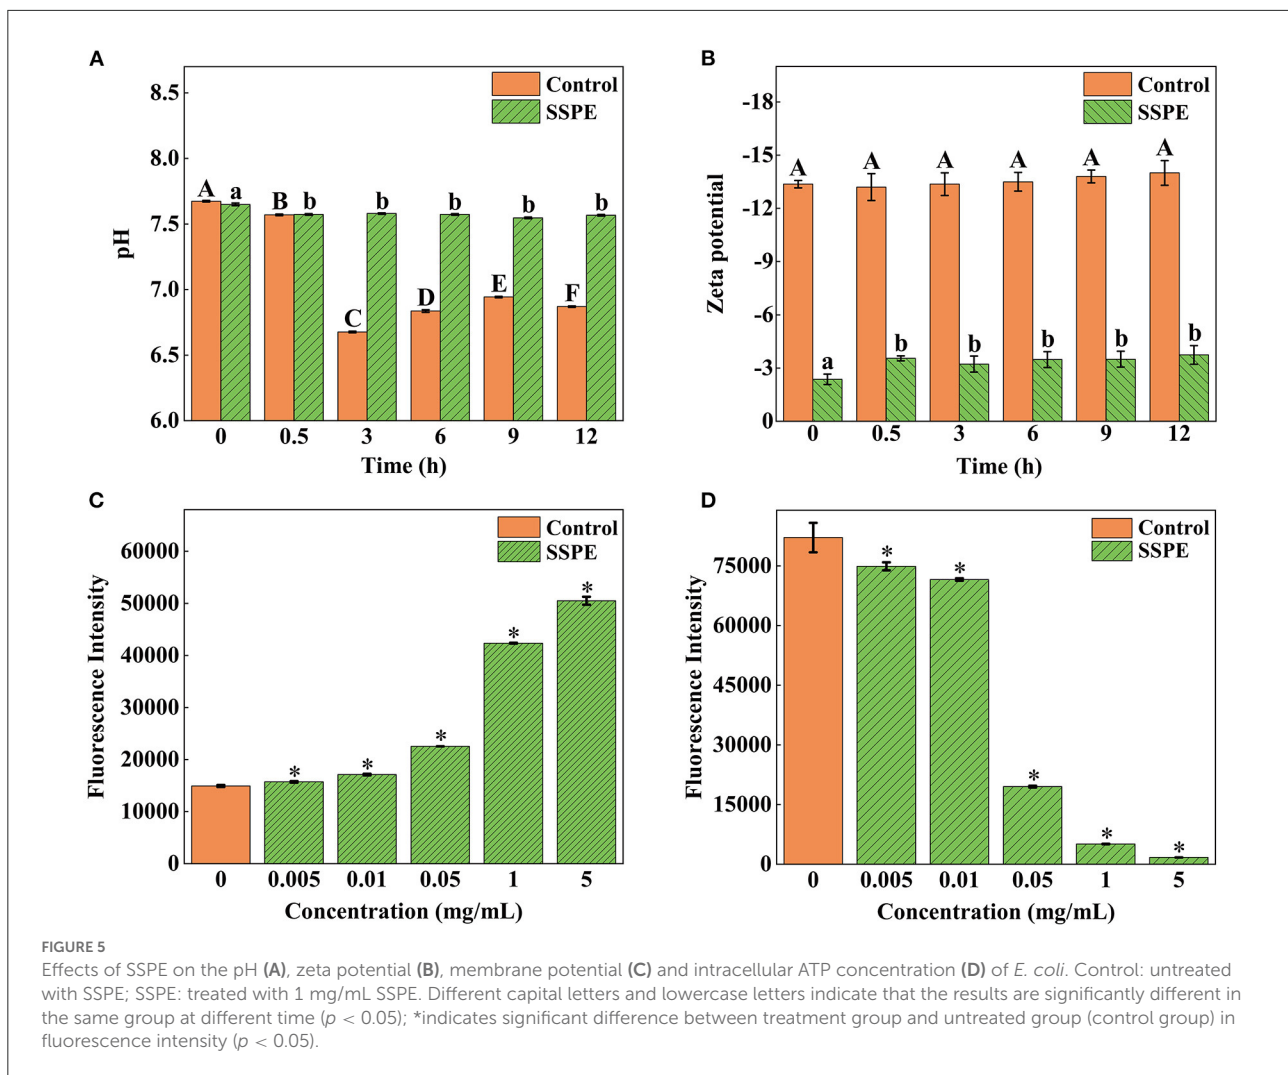 A
Control
SSPE
8.5
8.0
7.5
7.0
6.5
6.0
pH
A a B b C b D b E b F b
0 0.5 3 6 9 12
Time (h)
B
Control
SSPE
-18
-15
-12
-9
-6
-3
0
Zeta potential
A a A b A b A b A b A b
0 0.5 3 6 9 12
Time (h)
C
Control
SSPE
60000
50000
40000
30000
20000
10000
0
Fluorescence Intensity
* * * * *
0 0.005 0.01 0.05 1 5
Concentration (mg/mL)
D
Control
SSPE
75000
60000
45000
30000
15000
0
Fluorescence Intensity
* * * * *
0 0.005 0.01 0.05 1 5
Concentration (mg/mL)
FIGURE 5
Effects of SSPE on the pH (A), zeta potential (B), membrane potential (C) and intracellular ATP concentration (D) of E. coli. Control: untreated
with SSPE; SSPE: treated with 1 mg/mL SSPE. Different capital letters and lowercase letters indicate that the results are significantly different in
the same group at different time (p < 0.05); *indicates significant difference between treatment group and untreated group (control group) in
fluorescence intensity (p < 0.05).